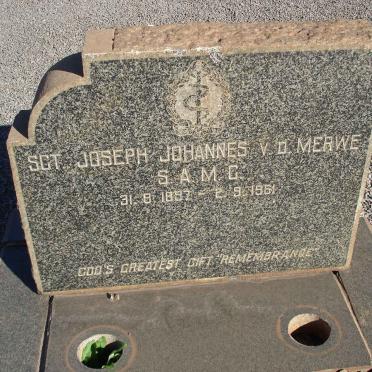 SGT. JOSEPH JOHANNES V. D. MERWE
S. A. M. C.
31. 8. 1897 - 2. 9. 1961
GOD'S GREATEST GIFT "REMEMBRANCE"